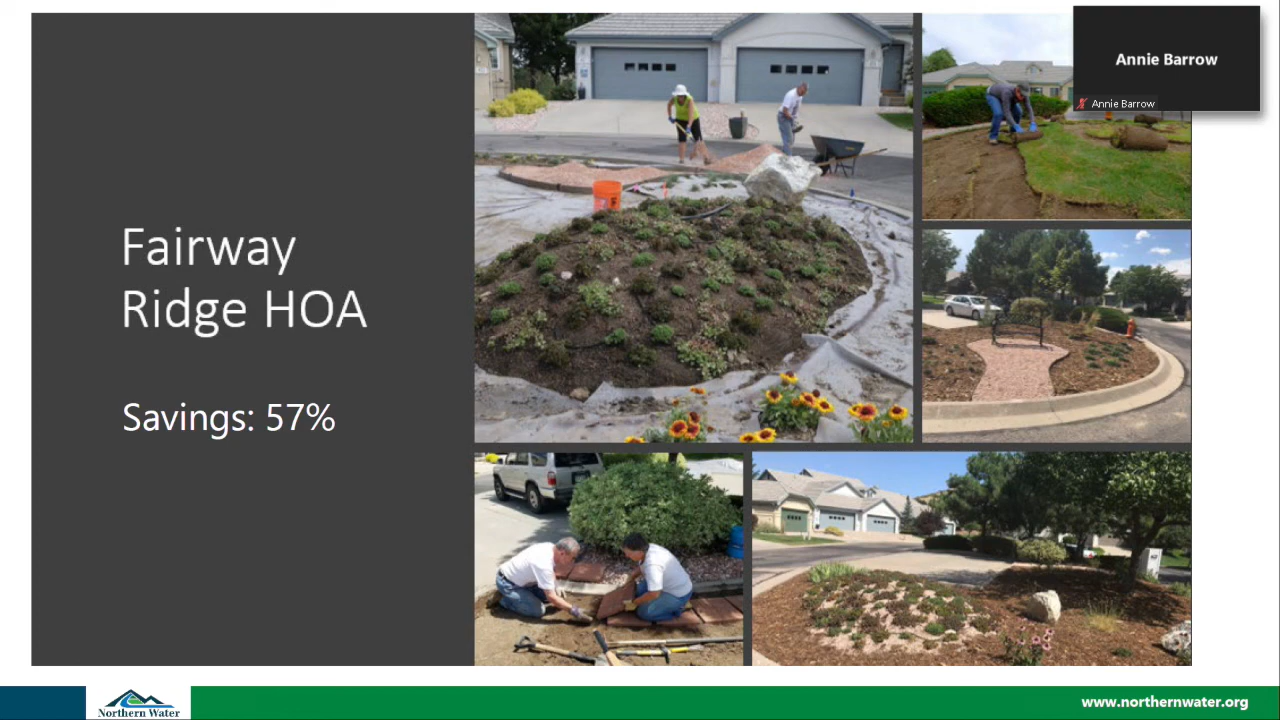 Fairway
Ridge HOA
Savings: 57%
Annie Barrow
Annie Barrow
Northern Water
www.northernwater.org